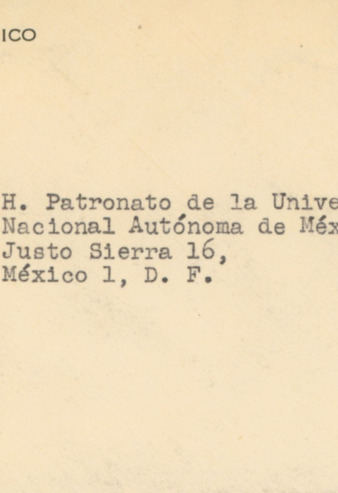 ICO
H. Patronato de la Unive
Nacional Autónoma de Méx
Justo Sierra 16,
México 1, D. F.